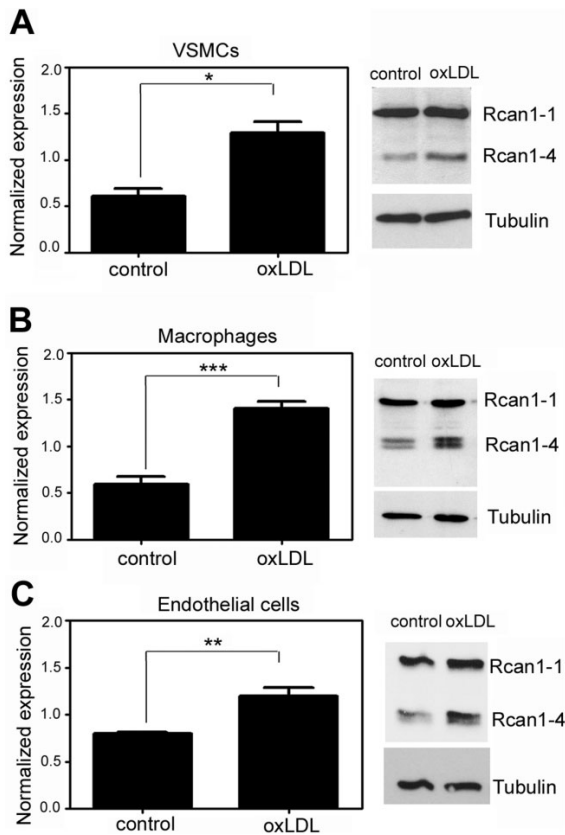 A
VSMCs
Normalized expression
2.0
1.5
1.0
0.5
0.0
*
control
oxLDL
control oxLDL
Rcan1-1
Rcan1-4
Tubulin
B
Macrophages
Normalized expression
2.0
1.5
1.0
0.5
0.0
***
control
oxLDL
control oxLDL
Rcan1-1
Rcan1-4
Tubulin
C
Endothelial cells
Normalized expression
2.0
1.5
1.0
0.5
0.0
**
control
oxLDL
control oxLDL
Rcan1-1
Rcan1-4
Tubulin